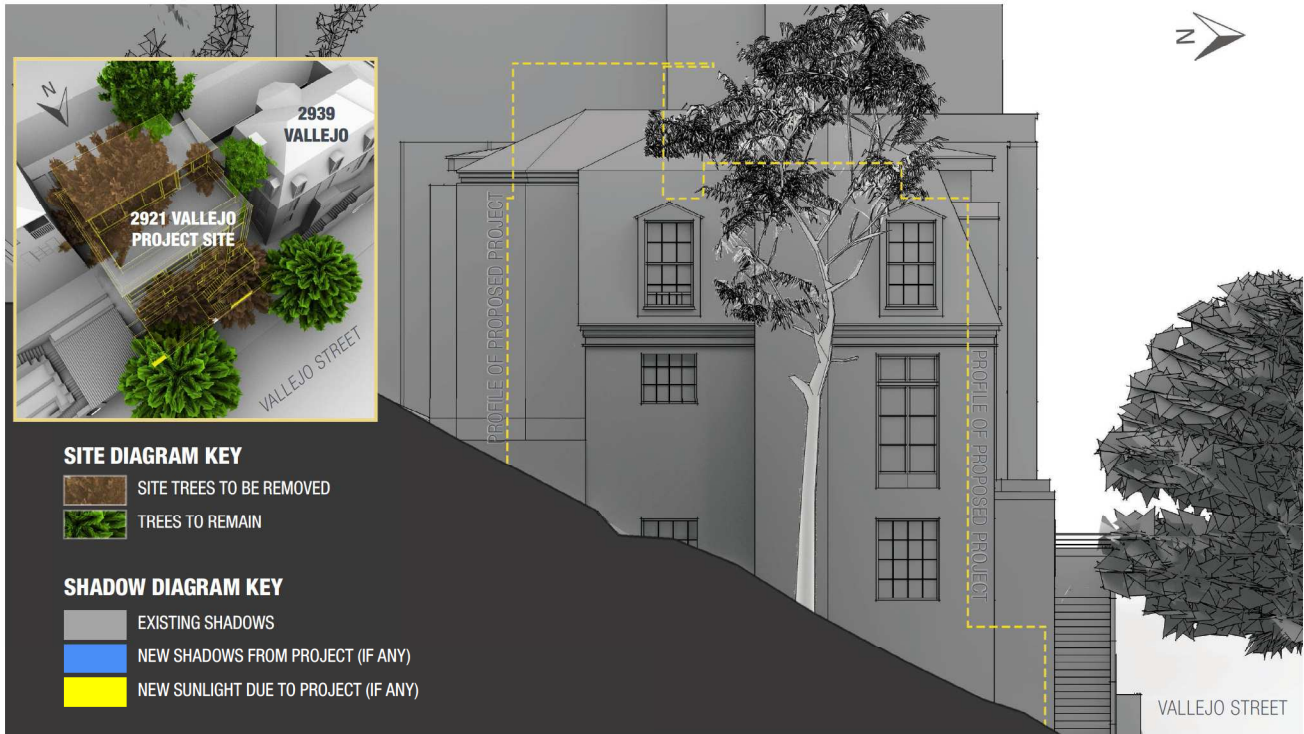 N
2939
VALLEJO
2921 VALLEJO
PROJECT SITE
VALLEJO STREET
SITE DIAGRAM KEY
SITE TREES TO BE REMOVED
TREES TO REMAIN
SHADOW DIAGRAM KEY
EXISTING SHADOWS
NEW SHADOWS FROM PROJECT (IF ANY)
NEW SUNLIGHT DUE TO PROJECT (IF ANY)
PROFILE OF PROPOSED PROJECT
PROFILE OF PROPOSED PROJECT
N
VALLEJO STREET